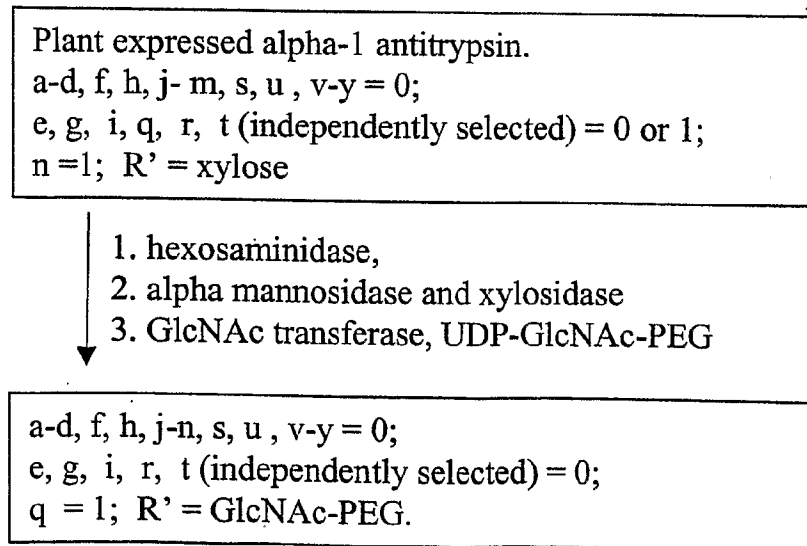 Plant expressed alpha-1 antitrypsin.
a-d, f, h, j- m, s, u , v-y = 0;
e, g, i, q, r, t (independently selected) = 0 or 1;
n =1; R’ = xylose
1. hexosaminidase,
2. alpha mannosidase and xylosidase
3. GlcNAc transferase, UDP-GlcNAc-PEG
a-d, f, h, j-n, s, u , v-y = 0;
e, g, i, r, t (independently selected) = 0;
q = 1; R’ = GlcNAc-PEG.